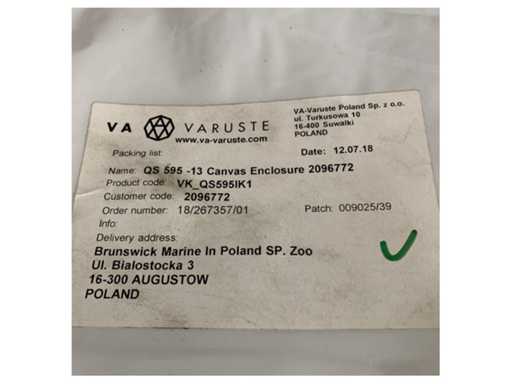 VA VARUSTE
www.va-varuste.com
VA-Varuste Poland Sp. z o.o.
ul. Turkusowa 10
16-400 Suwalki
POLAND
Packing list:
Date: 12.07.18
Name: QS 595 -13 Canvas Enclosure 2096772
Product code: VK_QS595IK1
Customer code: 2096772
Order number: 18/267357/01
Patch: 009025/39
Info:
Delivery address:
Brunswick Marine In Poland SP. Zoo
Ul. Bialostocka 3
16-300 AUGUSTOW
POLAND